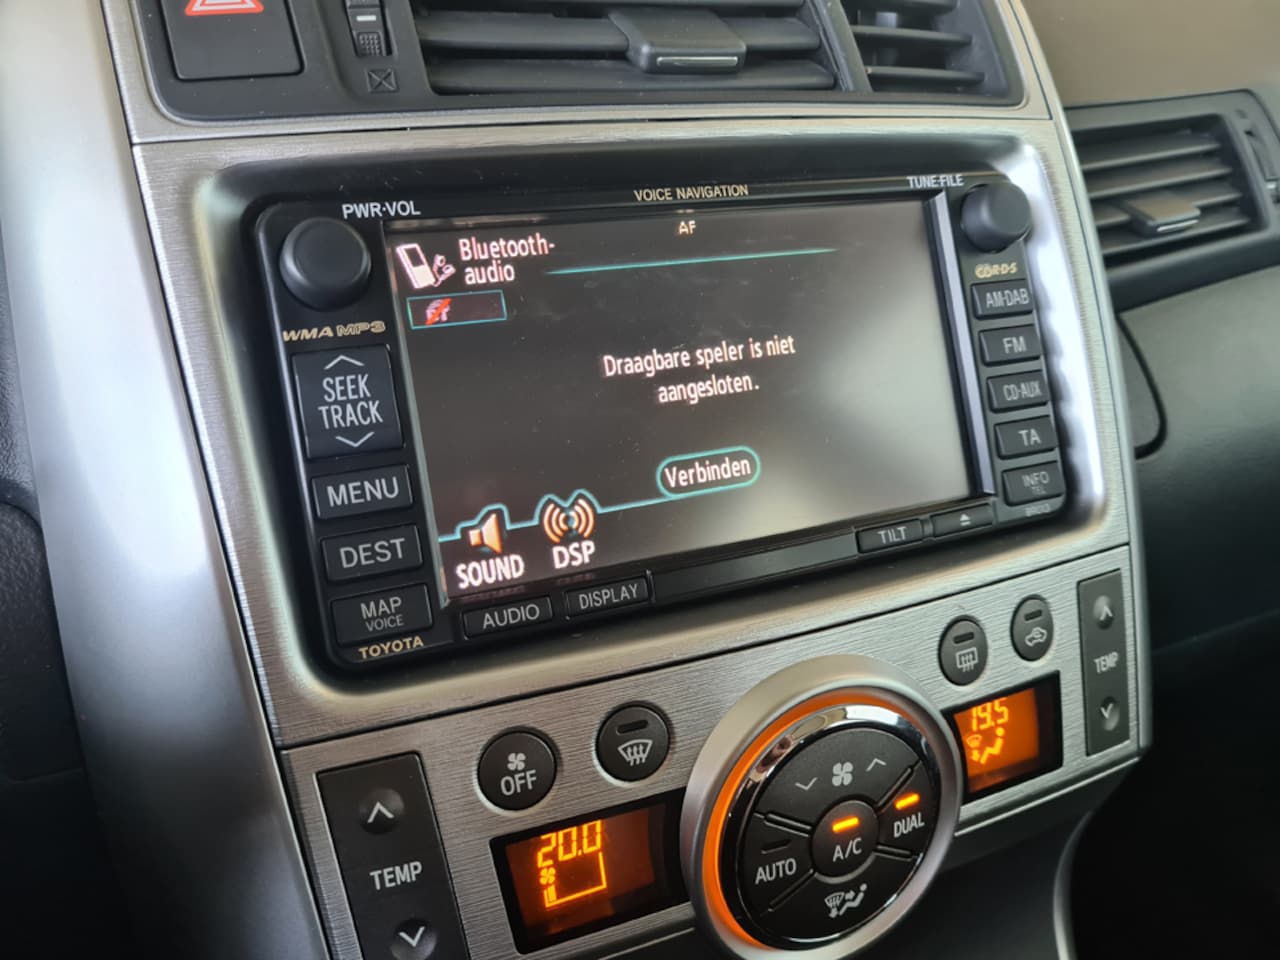 PWR·VOL
VOICE NAVIGATION
TUNE·FILE
AF
Bluetooth-
audio
WMA MP3
SEEK
TRACK
MENU
DEST
MAP
VOICE
TOYOTA
Draagbare speler is niet
aangesloten.
Verbinden
SOUND
DSP
AUDIO
DISPLAY
AM·DAB
FM
CD·AUX
TA
INFO
TEL
TILT
OFF
TEMP
20.0
AUTO
A/C
DUAL
19.5
TEMP